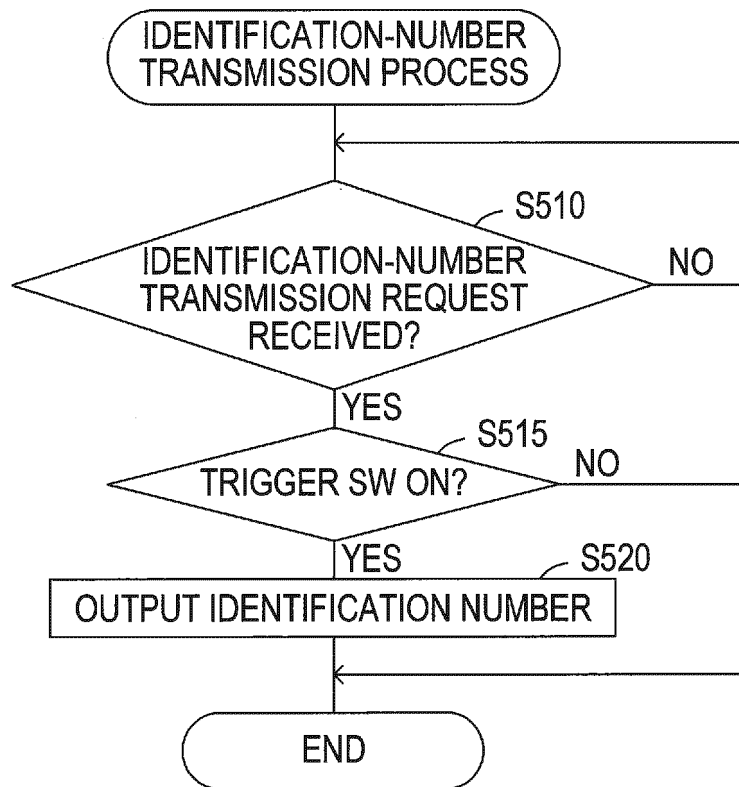 IDENTIFICATION-NUMBER
TRANSMISSION PROCESS
S510
IDENTIFICATION-NUMBER
TRANSMISSION REQUEST
RECEIVED?
NO
YES
S515
TRIGGER SW ON?
NO
YES
S520
OUTPUT IDENTIFICATION NUMBER
END